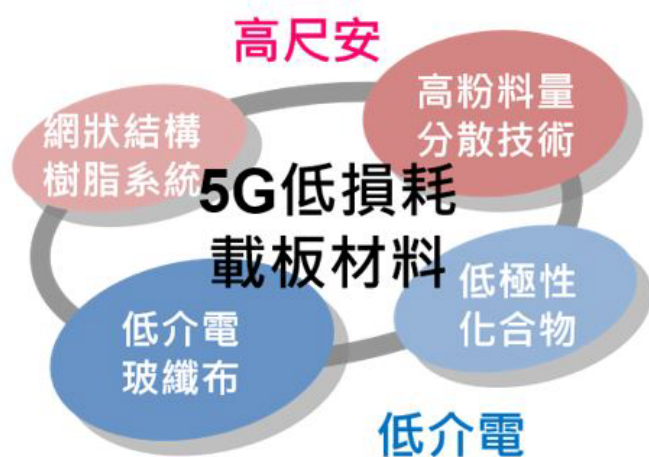 高尺安
網狀結構
樹脂系統
高粉料量
分散技術
5G低損耗
載板材料
低介電
玻纖布
低極性
化合物
低介電